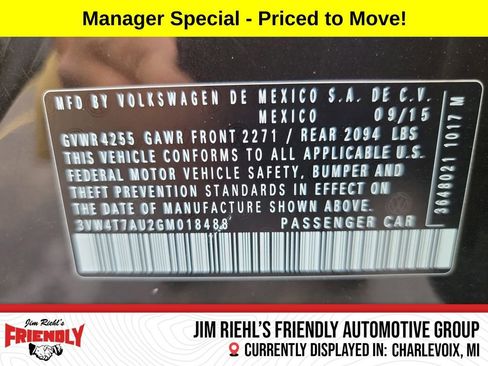 Manager Special - Priced to Move!
MFD BY VOLKSWAGEN DE MEXICO S.A. DE C.V.
MEXICO 09/15
GVWR4255 GAWR FRONT 2271 / REAR 2094 LBS
THIS VEHICLE CONFORMS TO ALL APPLICABLE U.S.
FEDERAL MOTOR VEHICLE SAFETY, BUMPER AND
THEFT PREVENTION STANDARDS IN EFFECT ON
THE DATE OF MANUFACTURE SHOWN ABOVE.
3VW4T7AU2GM018488 PASSENGER CAR
3648021 1017 M
Jim Riehl's
FRIENDLY
JIM RIEHL'S FRIENDLY AUTOMOTIVE GROUP
CURRENTLY DISPLAYED IN: CHARLEVOIX, MI